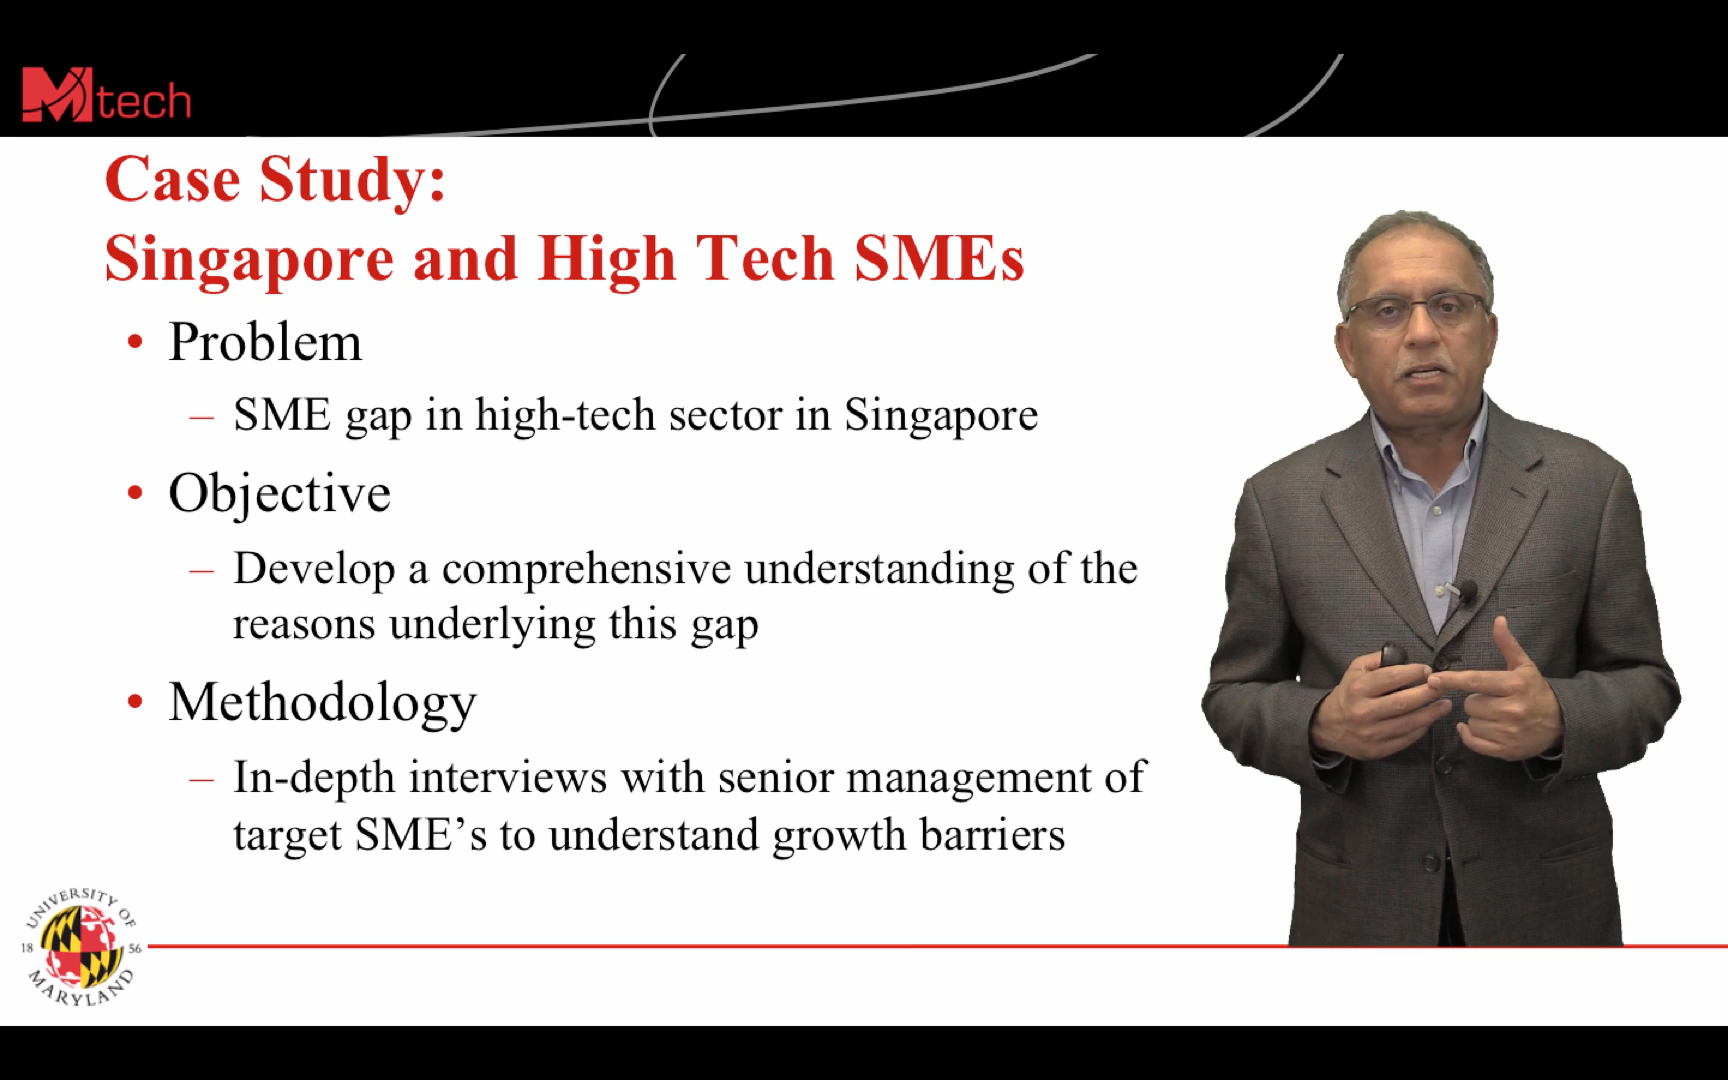 Mtech
Case Study:
Singapore and High Tech SMEs
• Problem
– SME gap in high-tech sector in Singapore
• Objective
– Develop a comprehensive understanding of the
reasons underlying this gap
• Methodology
– In-depth interviews with senior management of
target SME’s to understand growth barriers
UNIVERSITY OF
18 56
MARYLAND